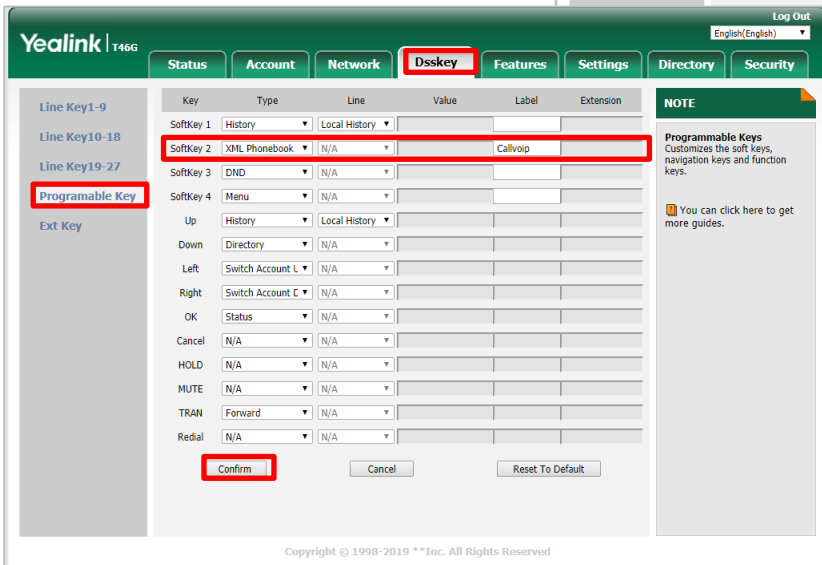 Log Out
Yealink | T46G
English(English)
Status Account Network Dsskey Features Settings Directory Security
Line Key1-9
Line Key10-18
Line Key19-27
Programable Key
Ext Key
Key Type Line Value Label Extension
SoftKey 1 History Local History
SoftKey 2 XML Phonebook N/A Callvoip
SoftKey 3 DND N/A
SoftKey 4 Menu N/A
Up History Local History
Down Directory N/A
Left Switch Account U N/A
Right Switch Account D N/A
OK Status N/A
Cancel N/A N/A
HOLD N/A N/A
MUTE N/A N/A
TRAN Forward N/A
Redial N/A N/A
Confirm Cancel Reset To Default
NOTE
Programmable Keys
Customizes the soft keys,
navigation keys and function
keys.
You can click here to get
more guides.
Copyright © 1998-2019 **Inc. All Rights Reserved